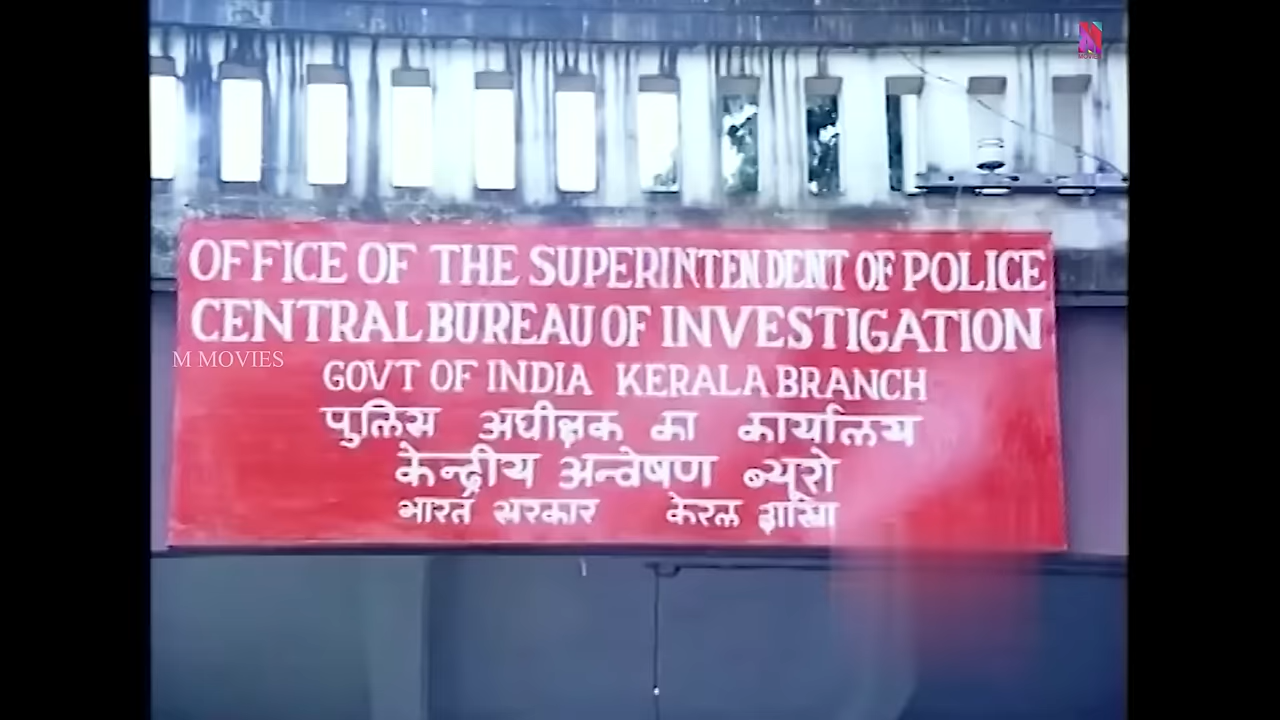 OFFICE OF THE SUPERINTENDENT OF POLICE
CENTRAL BUREAU OF INVESTIGATION
M MOVIES
GOVT OF INDIA KERALA BRANCH
पुलिस अधीक्षक का कार्यालय
केन्द्रीय अन्वेषण ब्यूरो
भारत सरकार केरल शाखा